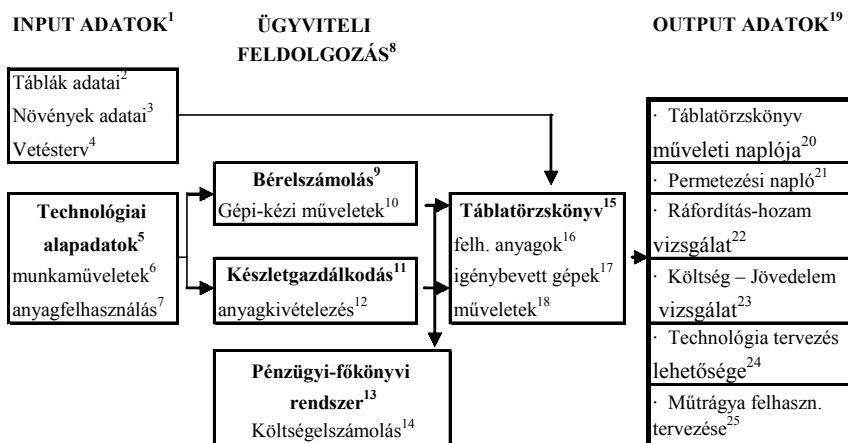 INPUT ADATOK¹
ÜGYVITELI
FELDOLGOZÁS⁸
OUTPUT ADATOK¹⁹
Táblák adatai²
Növények adatai³
Vetésterv⁴
Technológiai
alapadatok⁵
munkaműveletek⁶
anyagfelhasználás⁷
Bérelszámolás⁹
Gépi-kézi műveletek¹⁰
Készletgazdálkodás¹¹
anyagkivételezés¹²
Pénzügyi-főkönyvi
rendszer¹³
Költségelszámolás¹⁴
Táblatörzskönyv¹⁵
felh. anyagok¹⁶
igénybevett gépek¹⁷
műveletek¹⁸
· Táblatörzskönyv
műveleti naplója²⁰
· Permetezési napló²¹
· Ráfordítás-hozam
vizsgálat²²
· Költség – Jövedelem
vizsgálat²³
· Technológia tervezés
lehetősége²⁴
· Műtrágya felhaszn.
tervezése²⁵